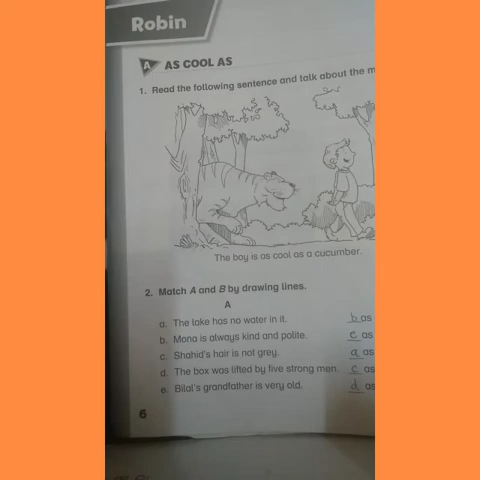 Robin
A AS COOL AS
1. Read the following sentence and talk about the m
The boy is as cool as a cucumber.
2. Match A and B by drawing lines.
A
a. The lake has no water in it. b as
b. Mona is always kind and polite. e as
c. Shahid's hair is not grey. a as
d. The box was lifted by five strong men. c as
e. Bilal's grandfather is very old. d as
6